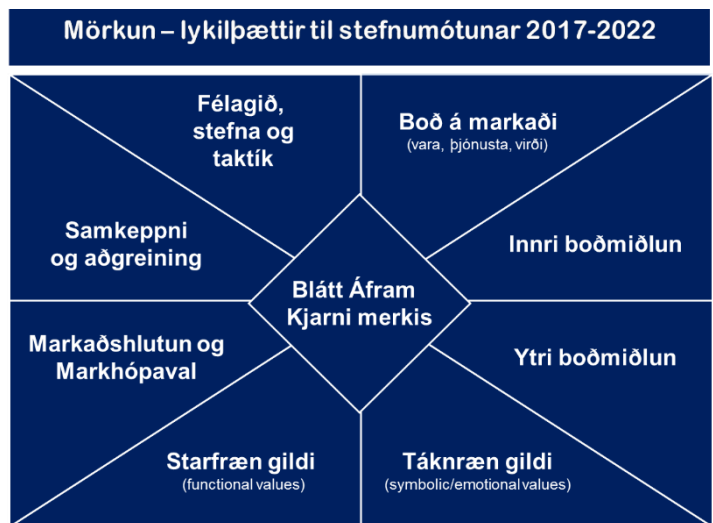 Mörkun – lykilþættir til stefnumótunar 2017-2022
Félagið,
stefna og
taktík
Boð á markaði
(vara, þjónusta, virði)
Samkeppni
og aðgreining
Innri boðmiðlun
Blátt Áfram
Kjarni merkis
Markaðshlutun og
Markhópaval
Ytri boðmiðlun
Starfræn gildi
(functional values)
Táknræn gildi
(symbolic/emotional values)